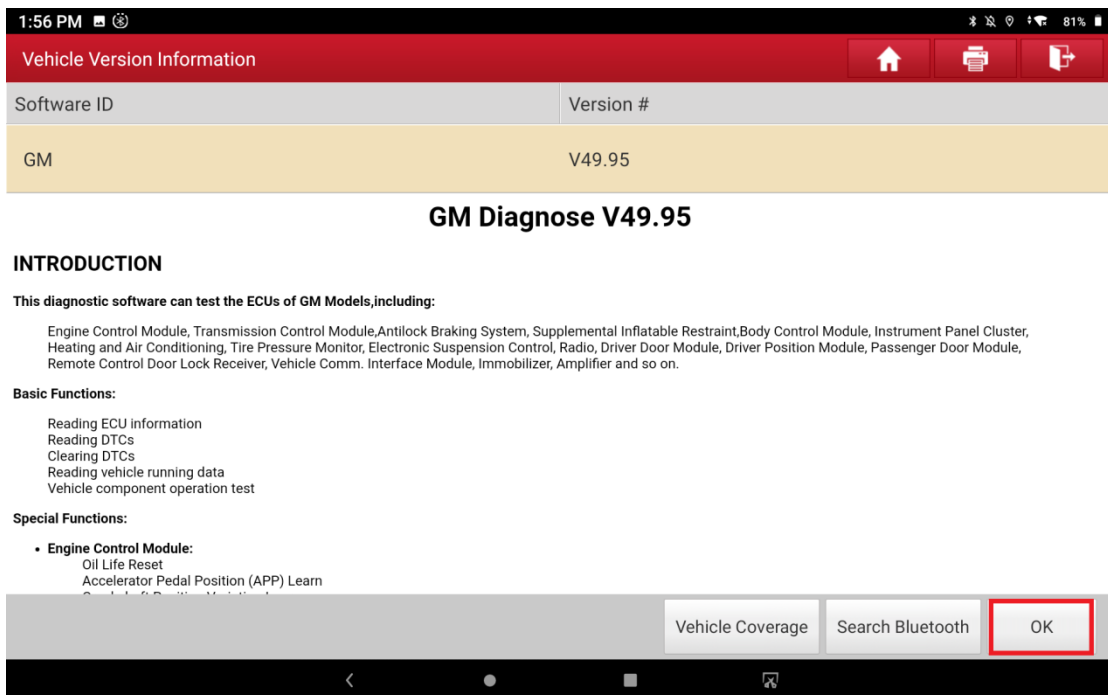 1:56 PM 81%
Vehicle Version Information
Software ID Version #
GM V49.95
GM Diagnose V49.95
INTRODUCTION
This diagnostic software can test the ECUs of GM Models,including:
Engine Control Module, Transmission Control Module,Antilock Braking System, Supplemental Inflatable Restraint,Body Control Module, Instrument Panel Cluster,
Heating and Air Conditioning, Tire Pressure Monitor, Electronic Suspension Control, Radio, Driver Door Module, Driver Position Module, Passenger Door Module,
Remote Control Door Lock Receiver, Vehicle Comm. Interface Module, Immobilizer, Amplifier and so on.
Basic Functions:
Reading ECU information
Reading DTCs
Clearing DTCs
Reading vehicle running data
Vehicle component operation test
Special Functions:
• Engine Control Module:
Oil Life Reset
Accelerator Pedal Position (APP) Learn
Vehicle Coverage Search Bluetooth OK